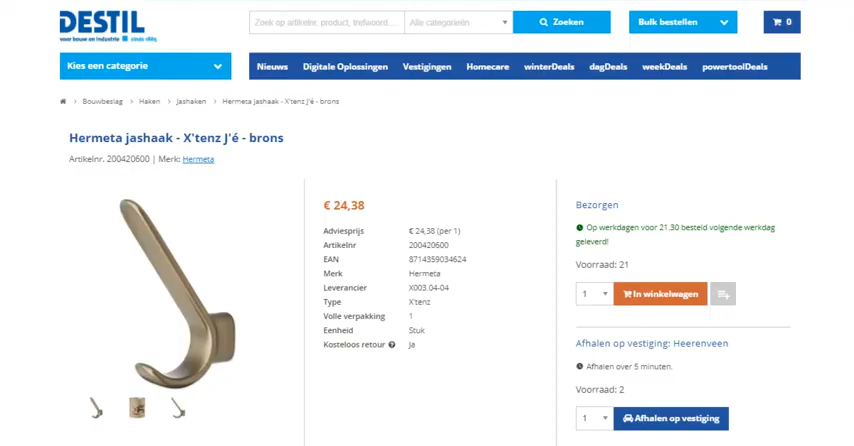 DESTIL
voor bouw en industrie sinds 1869
Zoek op artikelnr, product, trefwoord.... Alle categorieën Zoeken Bulk bestellen 0
Kies een categorie Nieuws Digitale Oplossingen Vestigingen Homecare winterDeals dagDeals weekDeals powertoolDeals
Bouwbeslag > Haken > Jashaken > Hermeta jashaak - X'tenz J'é - brons
Hermeta jashaak - X'tenz J'é - brons
Artikelnr. 200420600 | Merk: Hermeta
€ 24,38
Adviesprijs € 24,38 (per 1)
Artikelnr 200420600
EAN 8714359034624
Merk Hermeta
Leverancier X003.04-04
Type X'tenz
Volle verpakking 1
Eenheid Stuk
Kosteloos retour ? Ja
Bezorgen
Op werkdagen voor 21.30 besteld volgende werkdag
geleverd!
Voorraad: 21
1 In winkelwagen
Afhalen op vestiging: Heerenveen
Afhalen over 5 minuten.
Voorraad: 2
1 Afhalen op vestiging